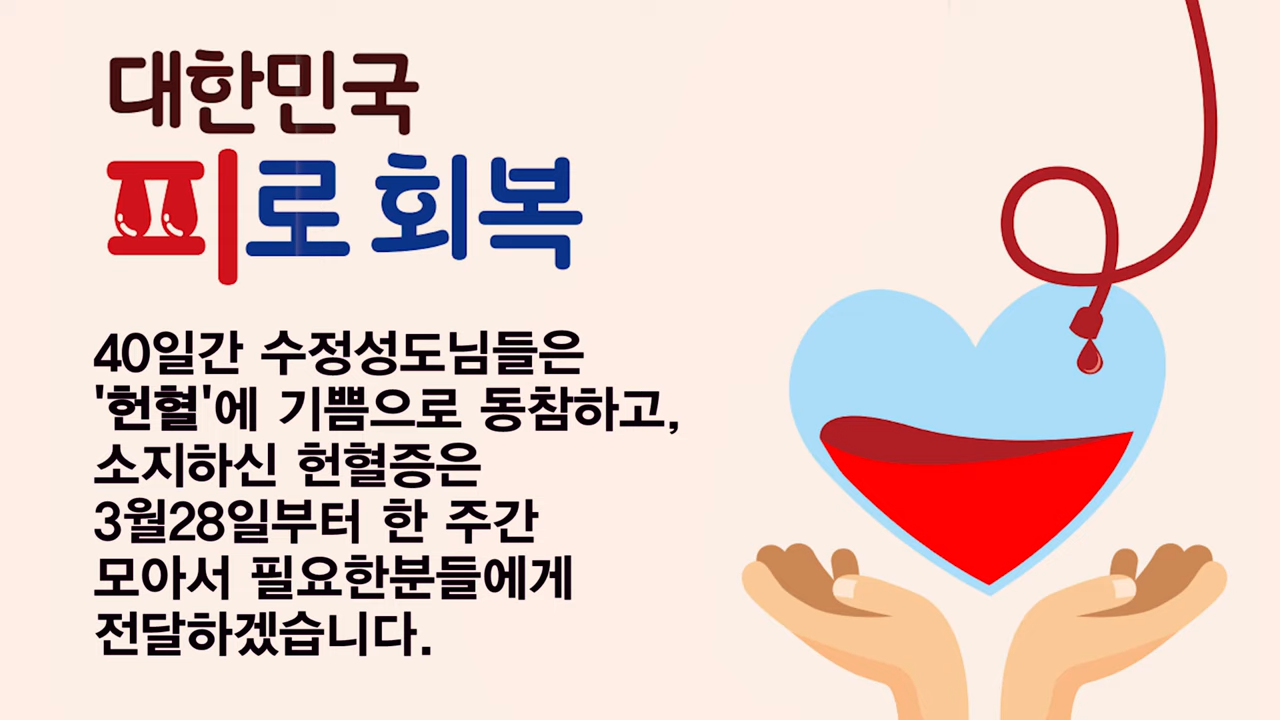 대한민국
피로회복
40일간 수정성도님들은
'헌혈'에 기쁨으로 동참하고,
소지하신 헌혈증은
3월28일부터 한 주간
모아서 필요한분들에게
전달하겠습니다.